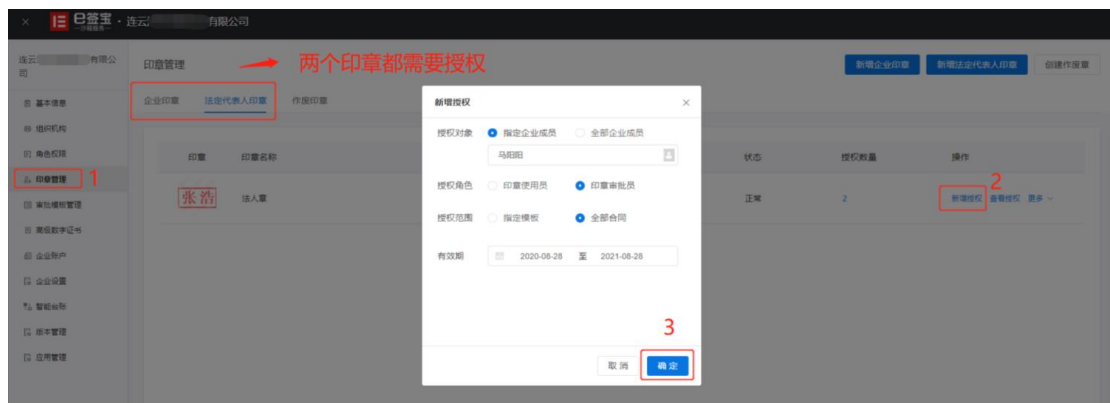 × e签宝 · 连云 有限公司
连云 有限公司
印章管理
两个印章都需要授权
新增企业印章 新增法定代表人印章 创建作废章
基本信息
组织机构
角色权限
印章管理 1
审批模板管理
高级数字证书
企业账户
企业设置
智能台账
版本管理
应用管理
企业印章 法定代表人印章 作废印章
印章 印章名称 状态 授权数量 操作
张浩 法人章 正常 2 新增授权 查看授权 更多
2
新增授权 ×
授权对象 指定企业成员 全部企业成员
马阳阳
授权角色 印章使用员 印章审批员
授权范围 指定模板 全部合同
有效期 2020-08-28 至 2021-08-28
3
取消 确定